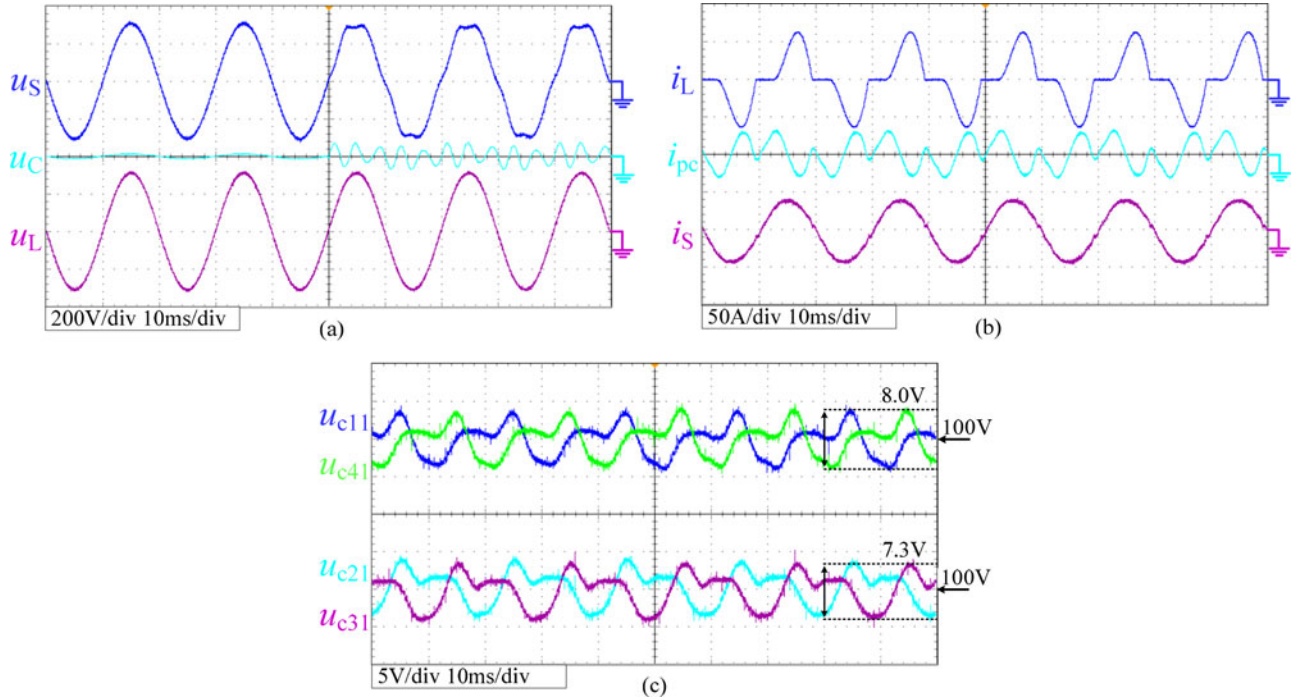 uS
uC
uL
200V/div 10ms/div
(a)
iL
ipc
iS
50A/div 10ms/div
(b)
uc11
uc41
8.0V
100V
uc21
uc31
7.3V
100V
5V/div 10ms/div
(c)